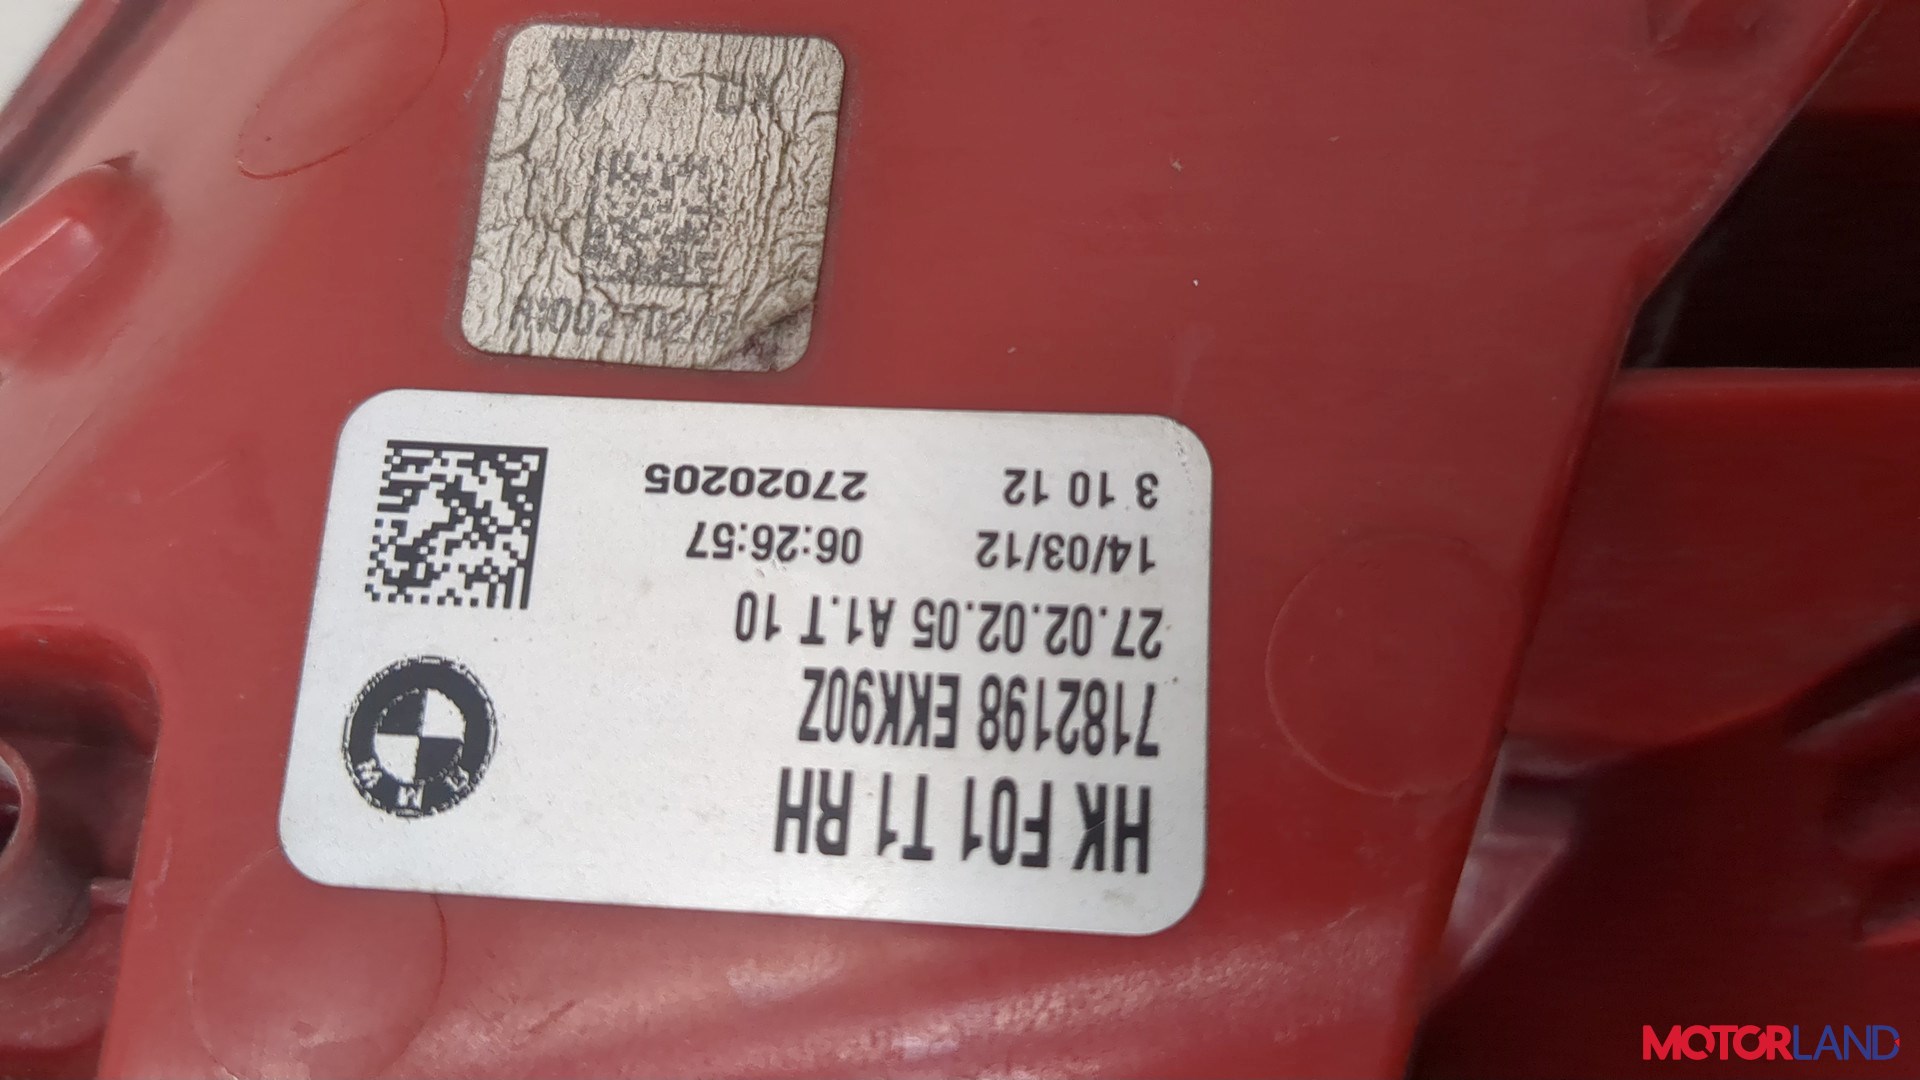 HK F01 T1 RH
7182198 EKK90Z
27.02.02.05 A1.T 10
14/03/12 06:26:57
3 10 12 27020205
BMW
MOTORLAND